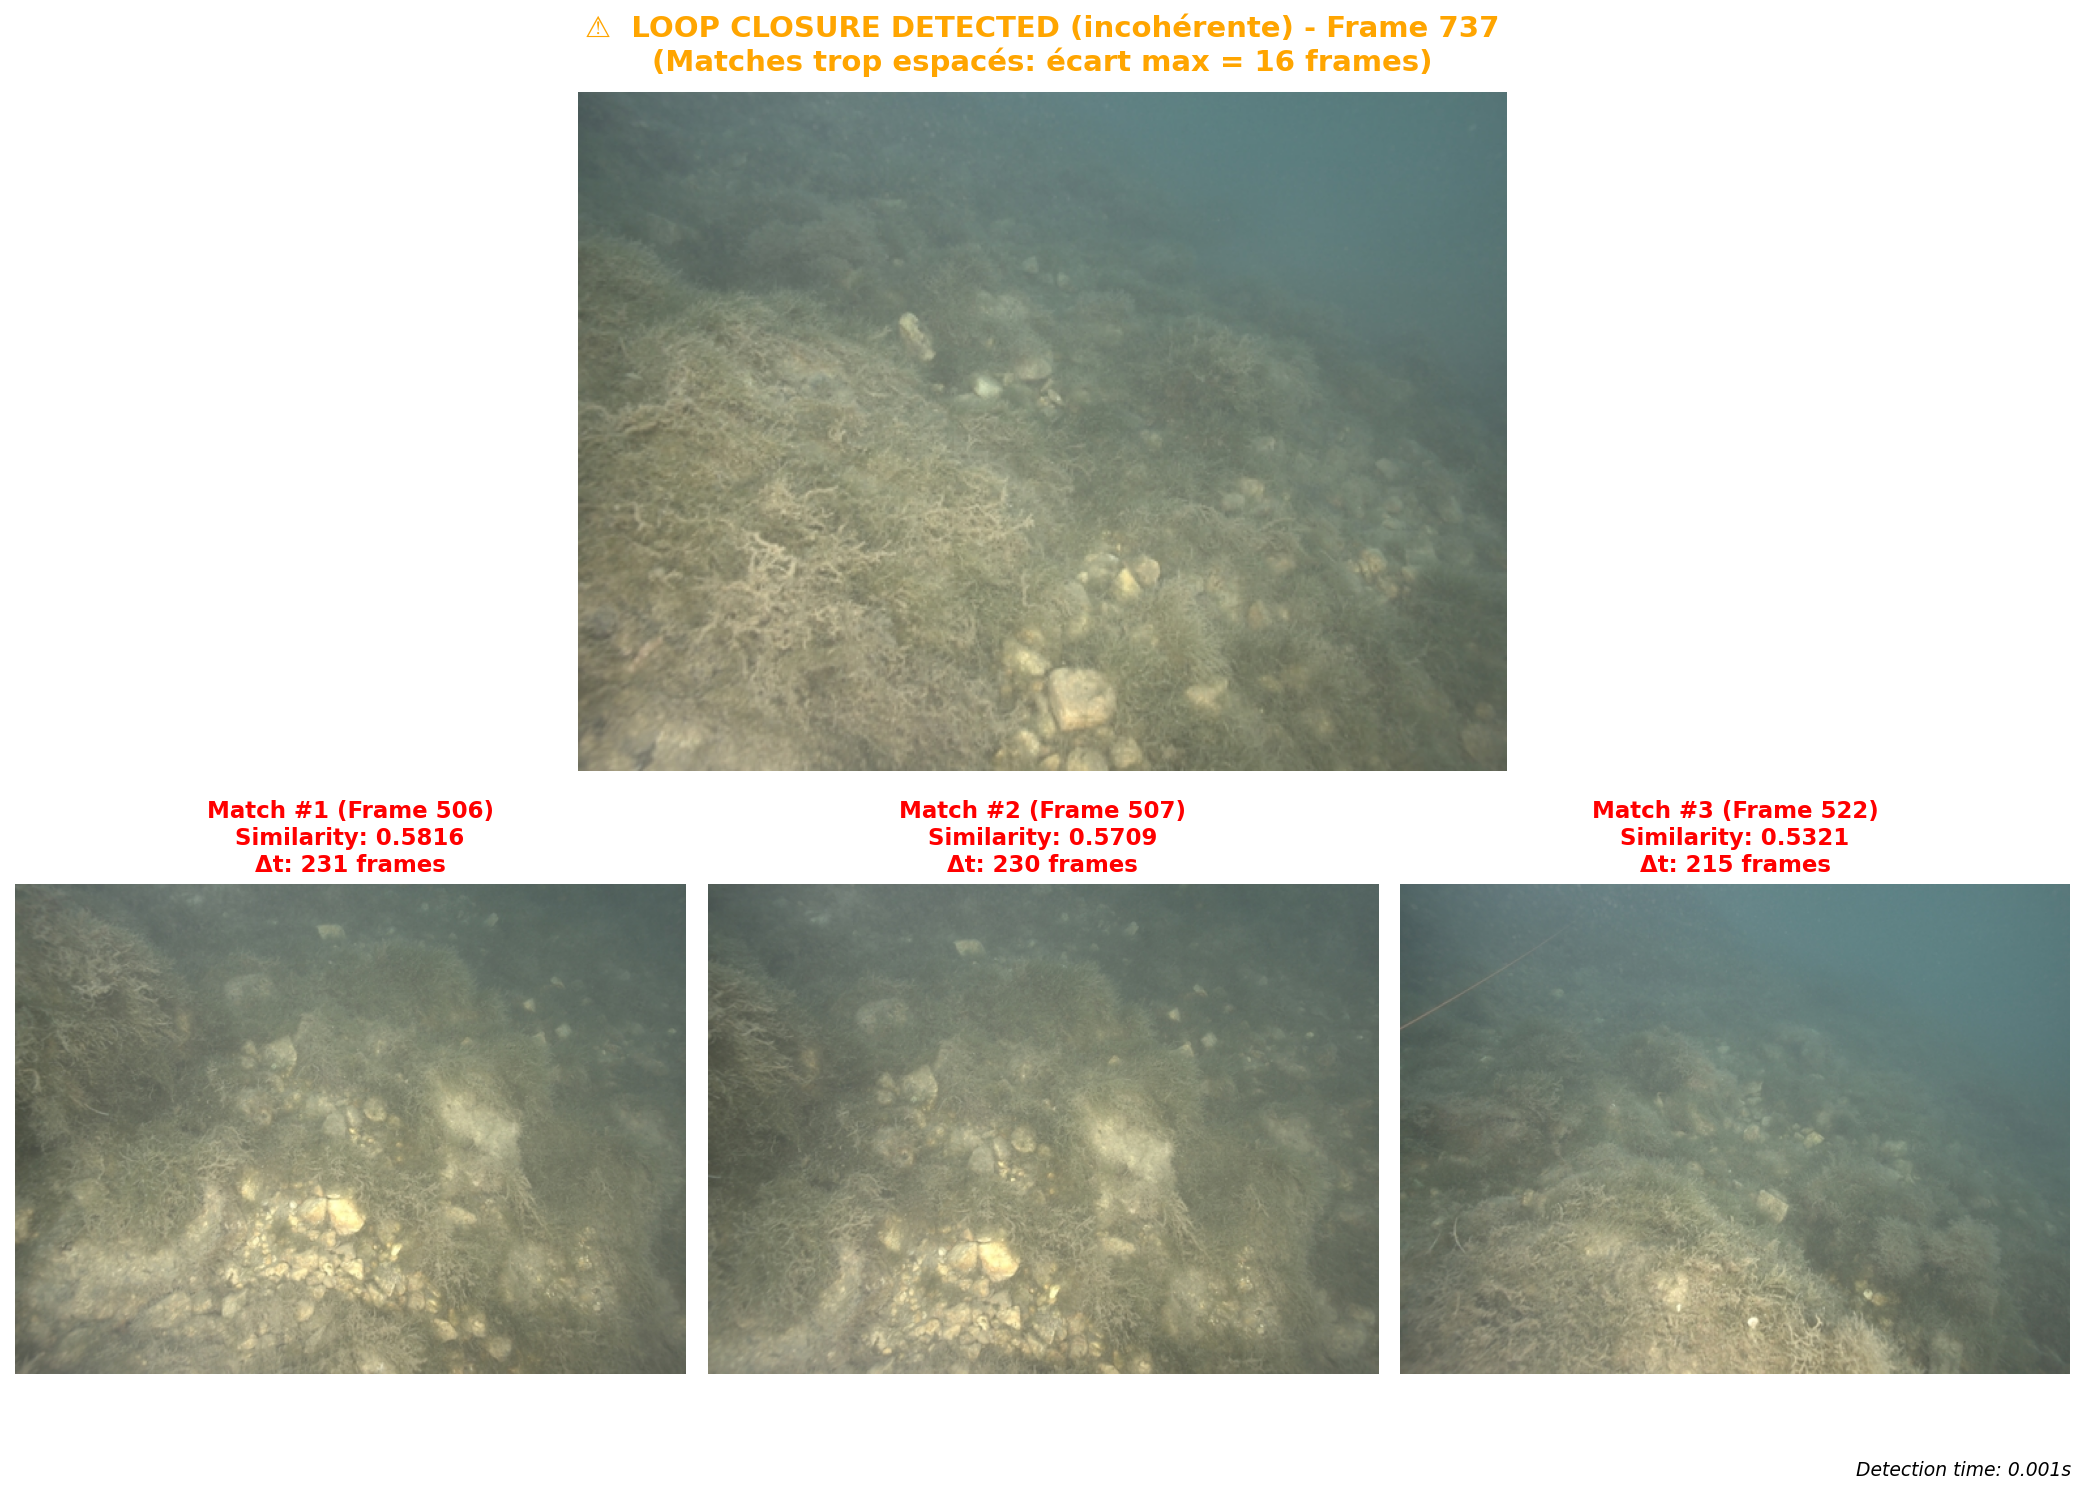 ⚠ LOOP CLOSURE DETECTED (incohérente) - Frame 737
(Matches trop espacés: écart max = 16 frames)
Match #1 (Frame 506)
Similarity: 0.5816
Δt: 231 frames
Match #2 (Frame 507)
Similarity: 0.5709
Δt: 230 frames
Match #3 (Frame 522)
Similarity: 0.5321
Δt: 215 frames
Detection time: 0.001s